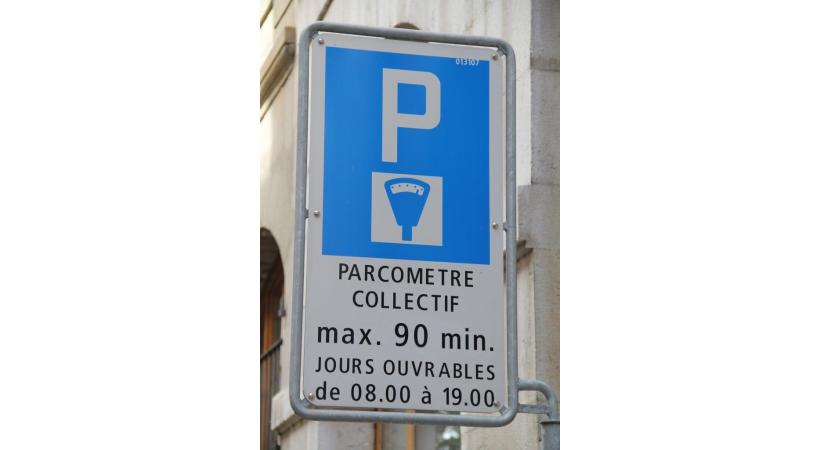 013107
P
PARCOMETRE
COLLECTIF
max. 90 min.
JOURS OUVRABLES
de 08.00 à 19.00